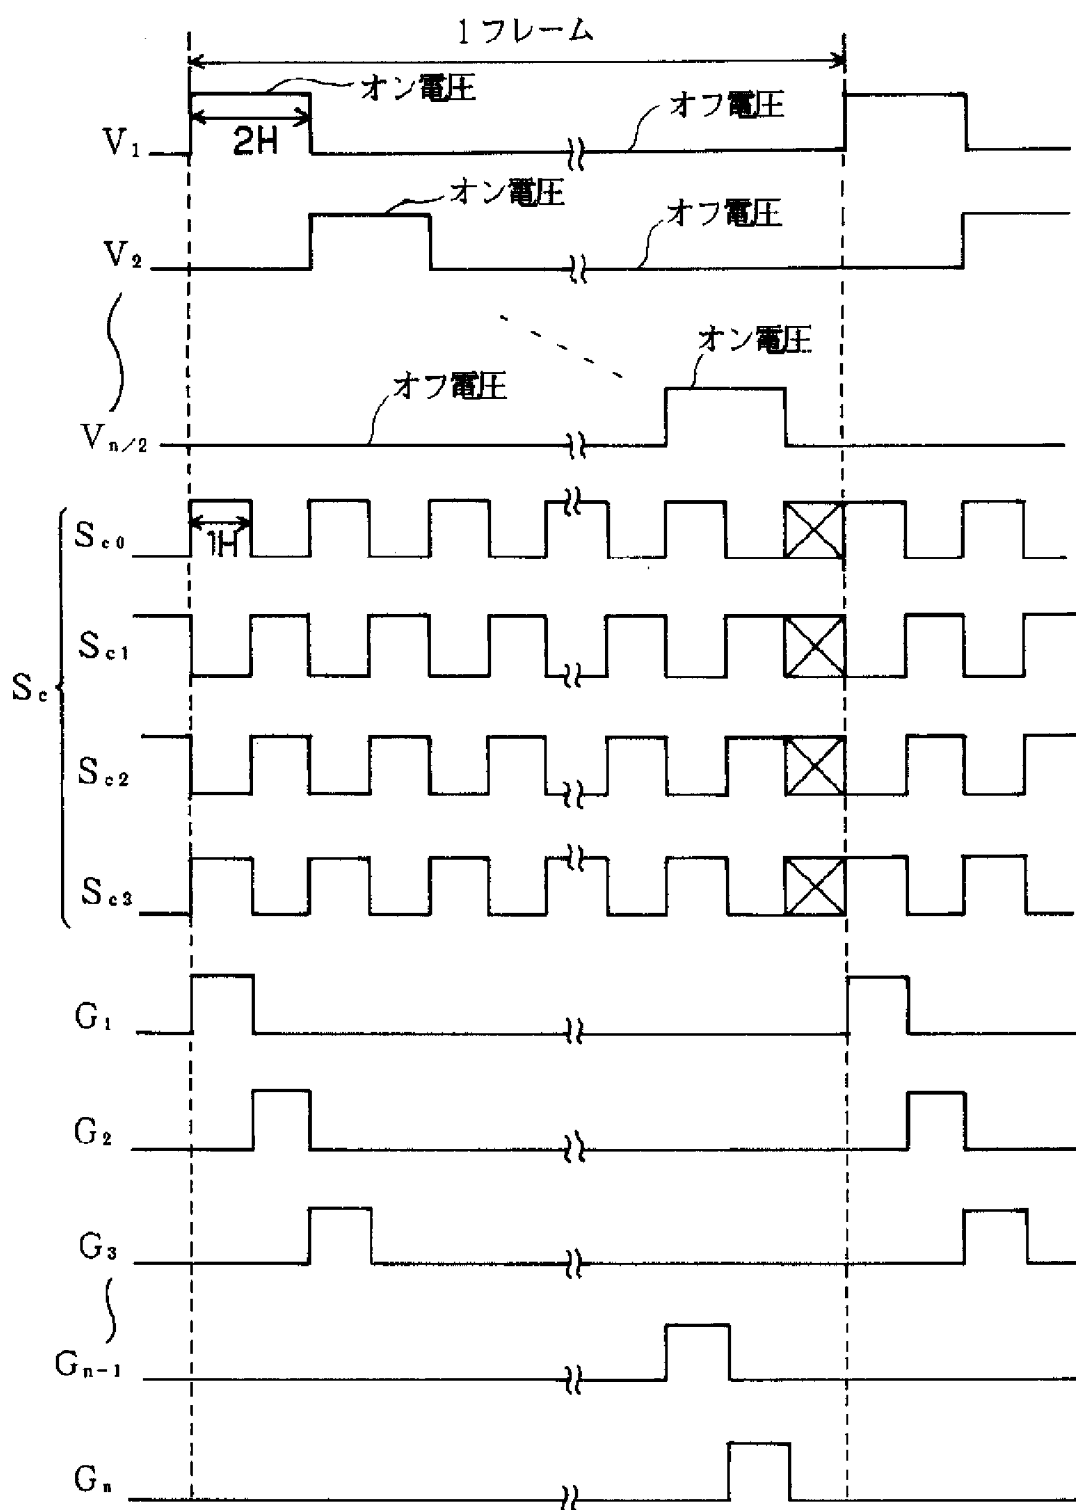 1フレーム
オン電圧
オフ電圧
2H
V₁
オン電圧
オフ電圧
V₂
オン電圧
オフ電圧
Vₙ/₂
Sc0
1H
Sc1
Sc
Sc2
Sc3
G₁
G₂
G₃
Gn-1
Gn